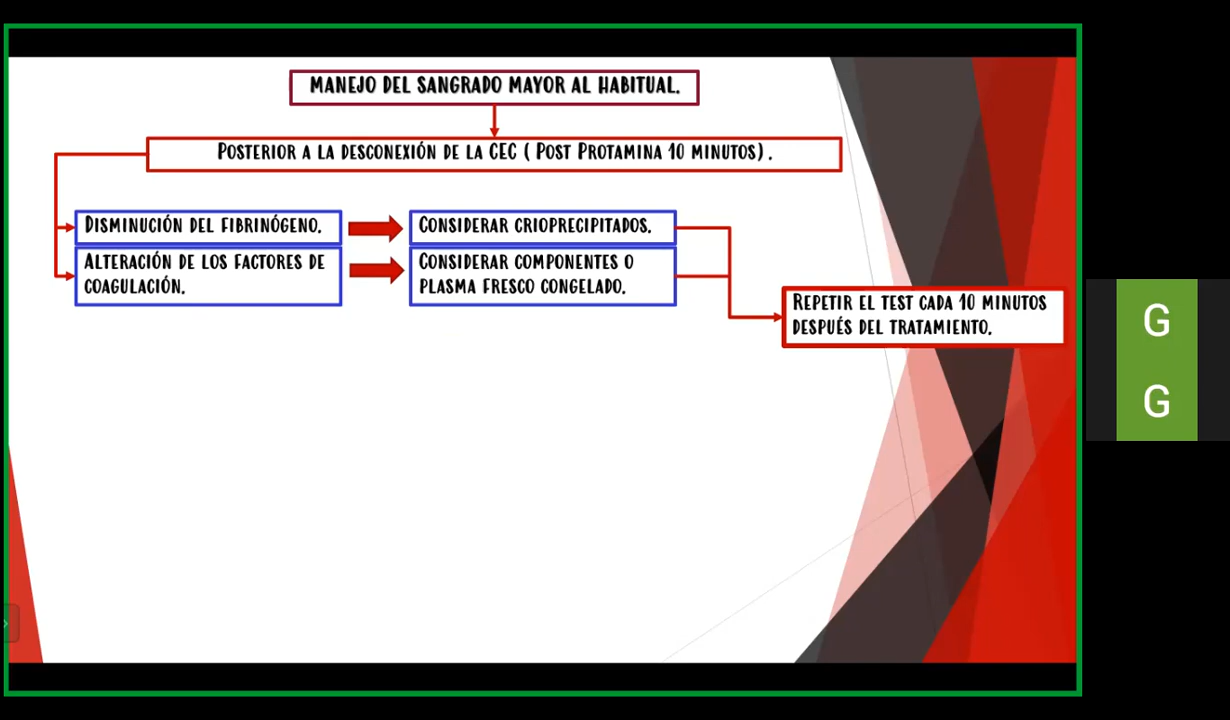 MANEJO DEL SANGRADO MAYOR AL HABITUAL.
POSTERIOR A LA DESCONEXIÓN DE LA CEC ( POST PROTAMINA 10 MINUTOS) .
DISMINUCIÓN DEL FIBRINÓGENO.
CONSIDERAR CRIOPRECIPITADOS.
ALTERACIÓN DE LOS FACTORES DE
COAGULACIÓN.
CONSIDERAR COMPONENTES O
PLASMA FRESCO CONGELADO.
REPETIR EL TEST CADA 10 MINUTOS
DESPUÉS DEL TRATAMIENTO.
G
G